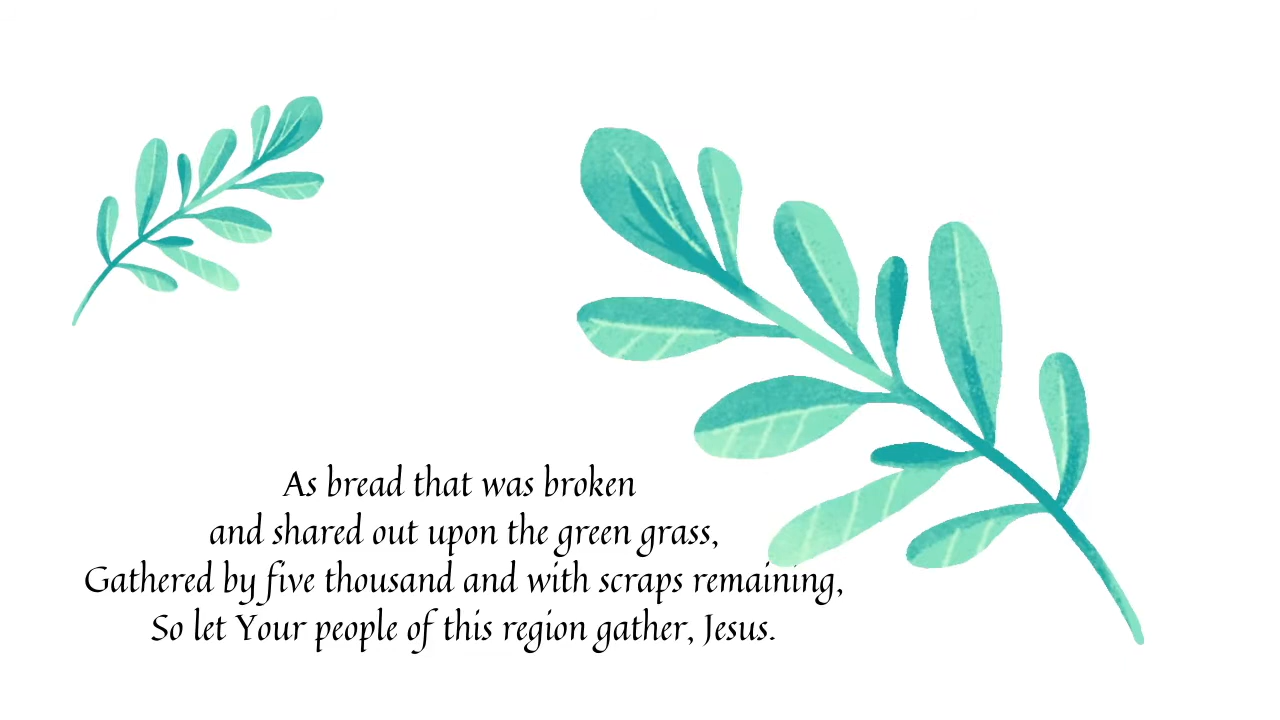 As bread that was broken
and shared out upon the green grass,
Gathered by five thousand and with scraps remaining,
So let Your people of this region gather, Jesus.